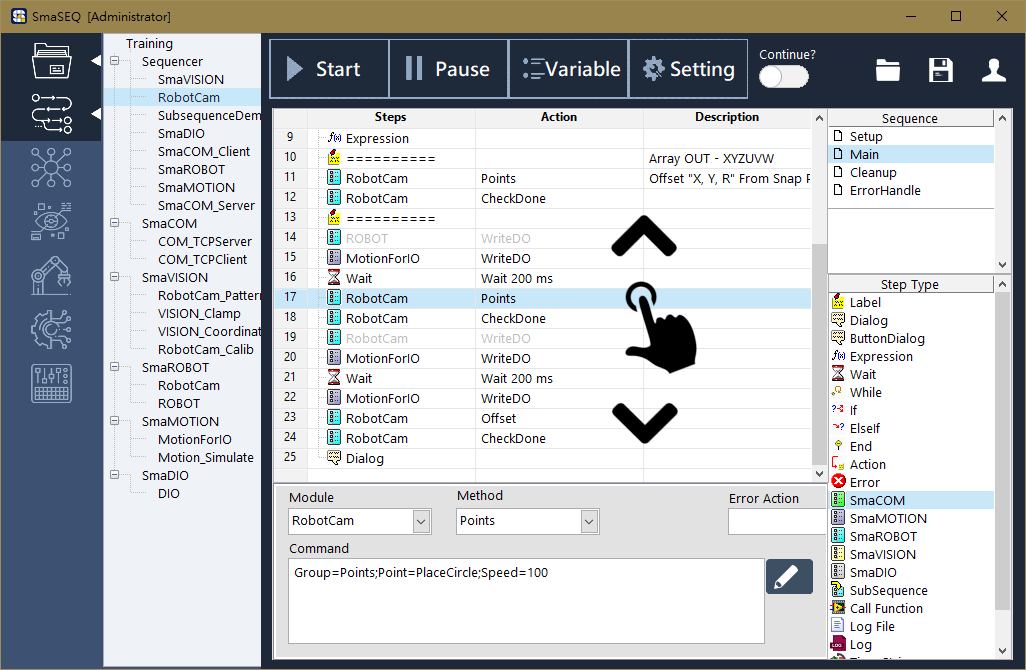 SmaSEQ [Administrator]
Training
Sequencer
SmaVISION
RobotCam
SubsequenceDem
SmaDIO
SmaCOM_Client
SmaROBOT
SmaMOTION
SmaCOM_Server
SmaCOM
COM_TCPServer
COM_TCPClient
SmaVISION
RobotCam_Pattern
VISION_Clamp
VISION_Coordinat
RobotCam_Calib
SmaROBOT
RobotCam
ROBOT
SmaMOTION
MotionForIO
Motion_Simulate
SmaDIO
DIO
Start
Pause
Variable
Setting
Continue?
Steps Action Description
9 f(x) Expression
10 ========== Array OUT - XYZUVW
11 RobotCam Points Offset "X, Y, R" From Snap P
12 RobotCam CheckDone
13 ==========
14 ROBOT WriteDO
15 MotionForIO WriteDO
16 Wait Wait 200 ms
17 RobotCam Points
18 RobotCam CheckDone
19 RobotCam WriteDO
20 MotionForIO WriteDO
21 Wait Wait 200 ms
22 MotionForIO WriteDO
23 RobotCam Offset
24 RobotCam CheckDone
25 Dialog
Module Method Error Action
RobotCam Points
Command
Group=Points;Point=PlaceCircle;Speed=100
Sequence
Setup
Main
Cleanup
ErrorHandle
Step Type
Label
Dialog
ButtonDialog
f(x) Expression
Wait
While
If
ElseIf
End
Action
Error
SmaCOM
SmaMOTION
SmaROBOT
SmaVISION
SmaDIO
SubSequence
Call Function
Log File
LOG Log